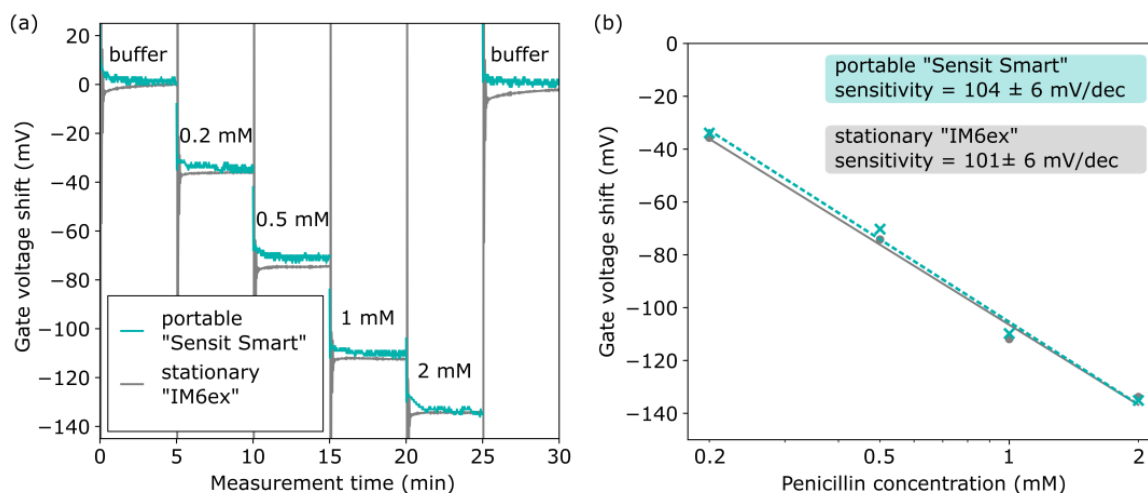 (a)
buffer
buffer
0.2 mM
0.5 mM
1 mM
2 mM
portable
"Sensit Smart"
stationary
"IM6ex"
20
0
−20
−40
−60
−80
−100
−120
−140
Gate voltage shift (mV)
0
5
10
15
20
25
30
Measurement time (min)
(b)
portable "Sensit Smart"
sensitivity = 104 ± 6 mV/dec
stationary "IM6ex"
sensitivity = 101± 6 mV/dec
0
−20
−40
−60
−80
−100
−120
−140
Gate voltage shift (mV)
0.2
0.5
1
2
Penicillin concentration (mM)